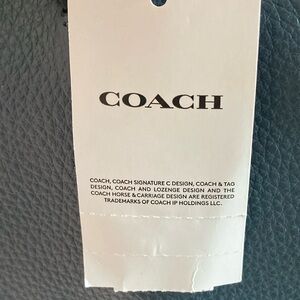 COACH
COACH, COACH SIGNATURE C DESIGN, COACH & TAG
DESIGN, COACH AND LOZENGE DESIGN AND THE
COACH HORSE & CARRIAGE DESIGN ARE REGISTERED
TRADEMARKS OF COACH IP HOLDINGS LLC.